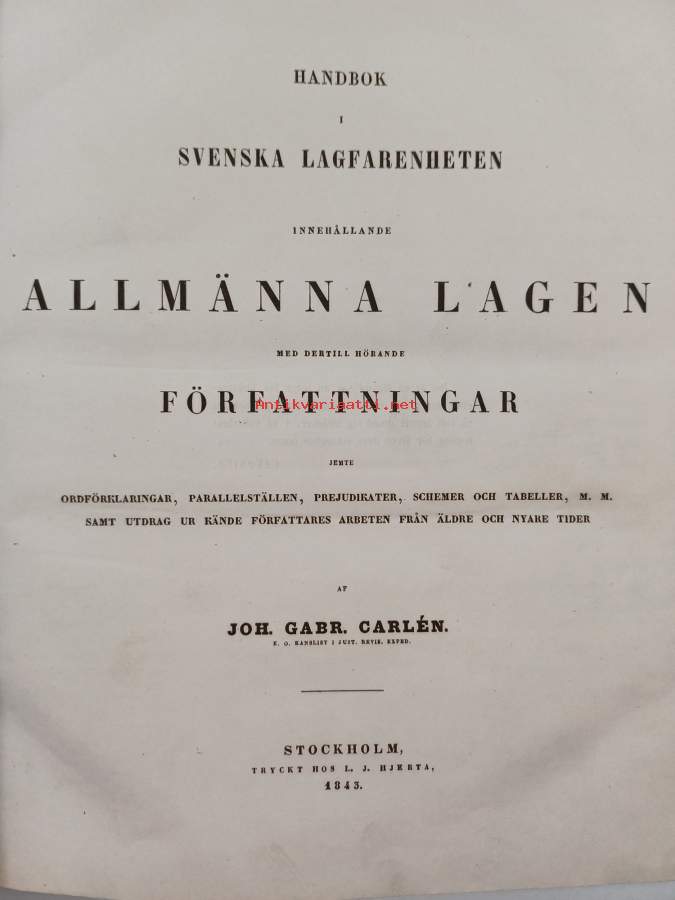 HANDBOK
I
SVENSKA LAGFARENHETEN
INNEHÅLLANDE
ALLMÄNNA LAGEN
MED DERTILL HÖRANDE
FÖRFATTNINGAR
Antikvariaatti.net
JEMTE
ORDFÖRKLARINGAR, PARALLELSTÄLLEN, PREJUDIKATER, SCHEMER OCH TABELLER, M. M.
SAMT UTDRAG UR KÄNDE FÖRFATTARES ARBETEN FRÅN ÄLDRE OCH NYARE TIDER
AF
JOH. GABR. CARLÉN.
E. O. KANSLIST I JUST. REVIS. EXPED.
STOCKHOLM,
TRYCKT HOS L. J. HJERTA,
1843.